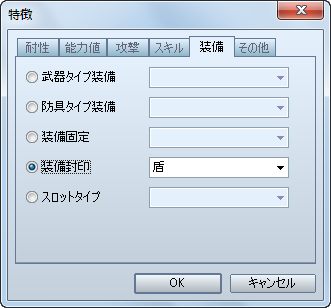 特徴
耐性 能力値 攻撃 スキル 装備 その他
武器タイプ装備
防具タイプ装備
装備固定
装備封印 盾
スロットタイプ
OK キャンセル